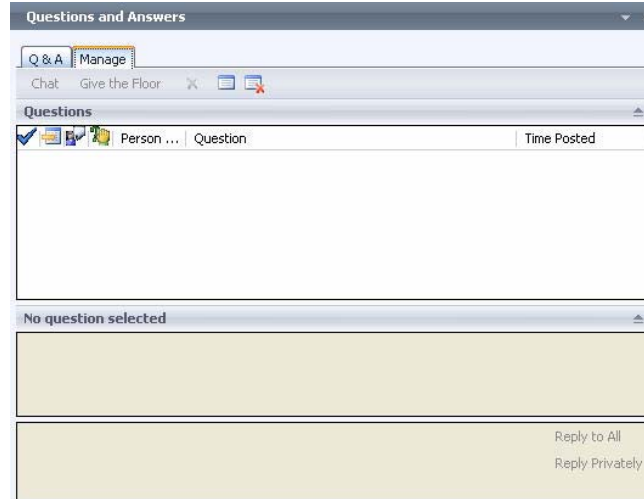 Questions and Answers
Q & A Manage
Chat Give the Floor
Questions
Person ... Question Time Posted
No question selected
Reply to All
Reply Privately